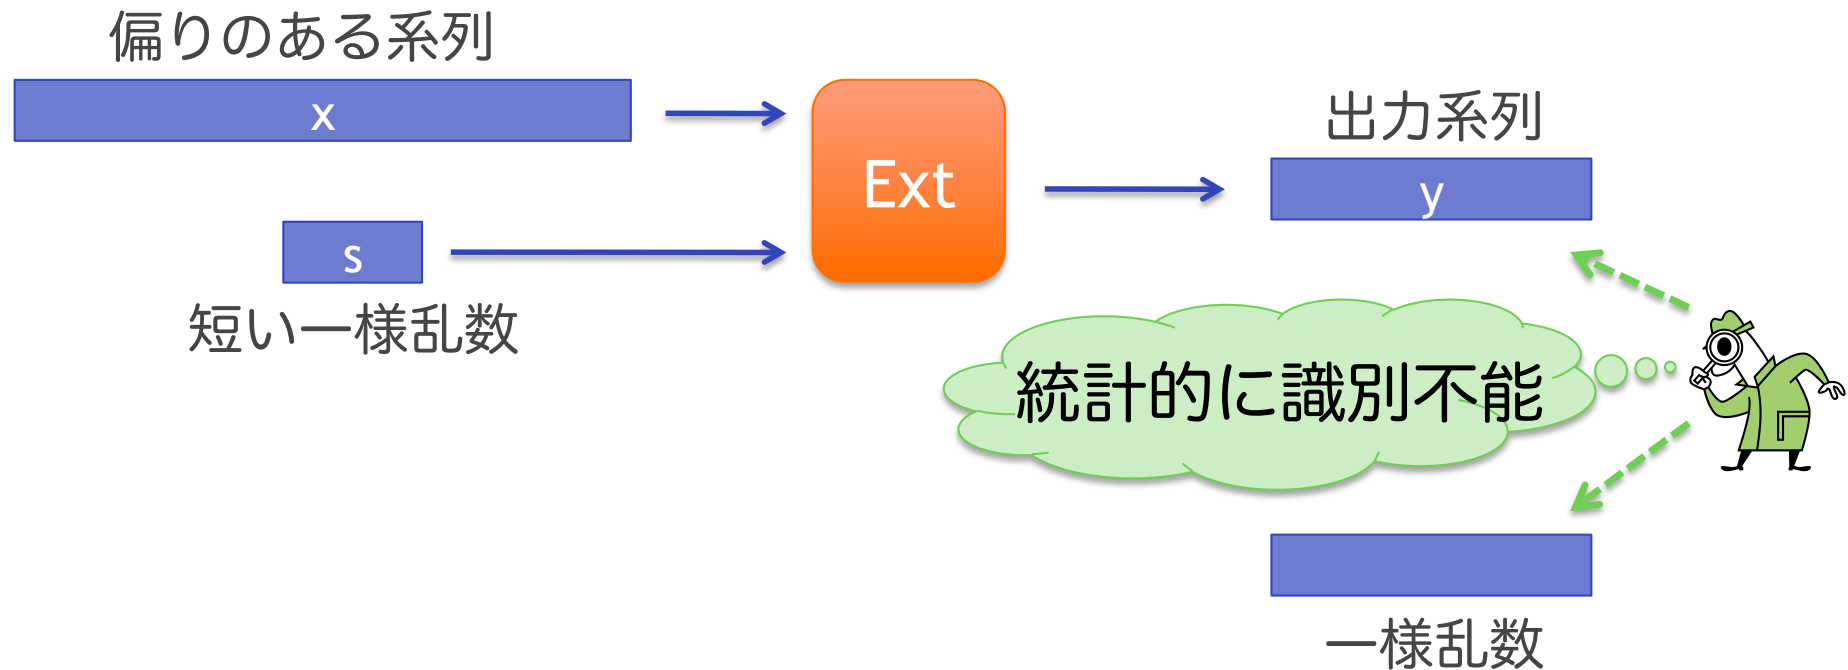 偏りのある系列
x
s
短い一様乱数
Ext
出力系列
y
統計的に識別不能
一様乱数